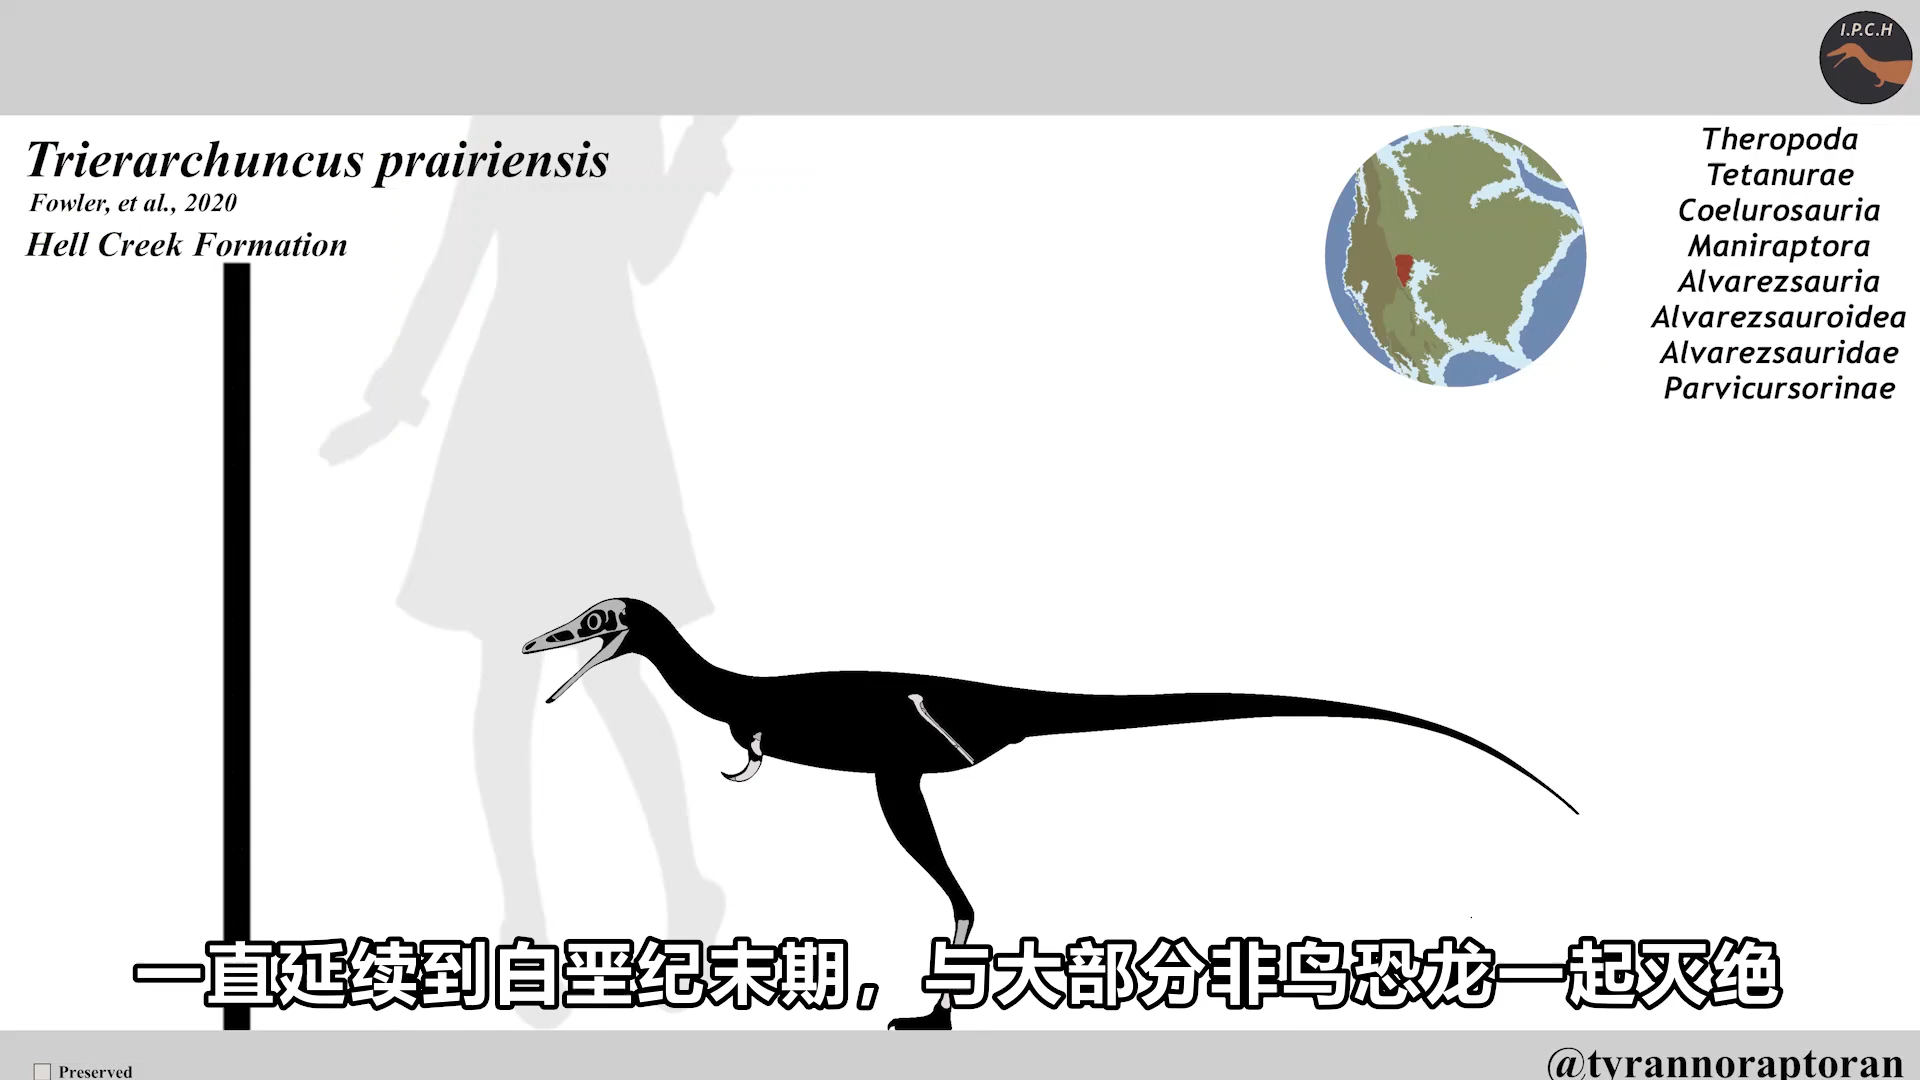 I.P.C.H
Trierarchuncus prairiensis
Fowler, et al., 2020
Hell Creek Formation
Theropoda
Tetanurae
Coelurosauria
Maniraptora
Alvarezsauria
Alvarezsauroidea
Alvarezsauridae
Parvicursorinae
一直延续到白垩纪末期，与大部分非鸟恐龙一起灭绝
Preserved
@tyrannoraptoran